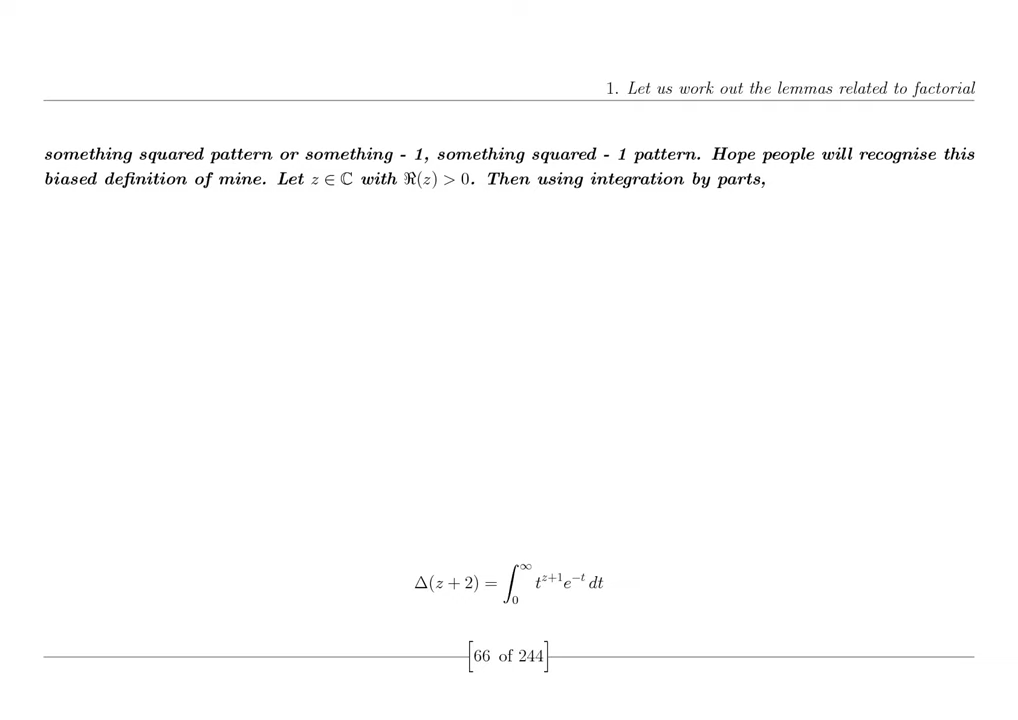 1. Let us work out the lemmas related to factorial
something squared pattern or something - 1, something squared - 1 pattern. Hope people will recognise this
biased definition of mine. Let z ∈ ℂ with ℜ(z) > 0. Then using integration by parts,
Δ(z + 2) = ∫₀^∞ t^{z+1} e^{−t} dt
66 of 244